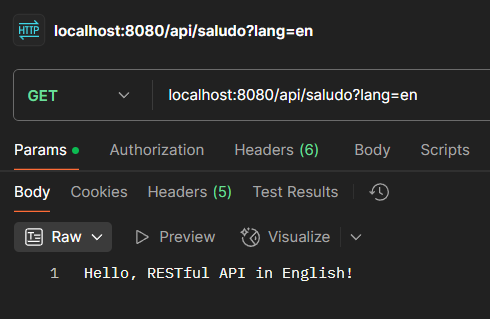 HTTP localhost:8080/api/saludo?lang=en
GET localhost:8080/api/saludo?lang=en
Params Authorization Headers (6) Body Scripts
Body Cookies Headers (5) Test Results
Raw Preview Visualize
1 Hello, RESTful API in English!